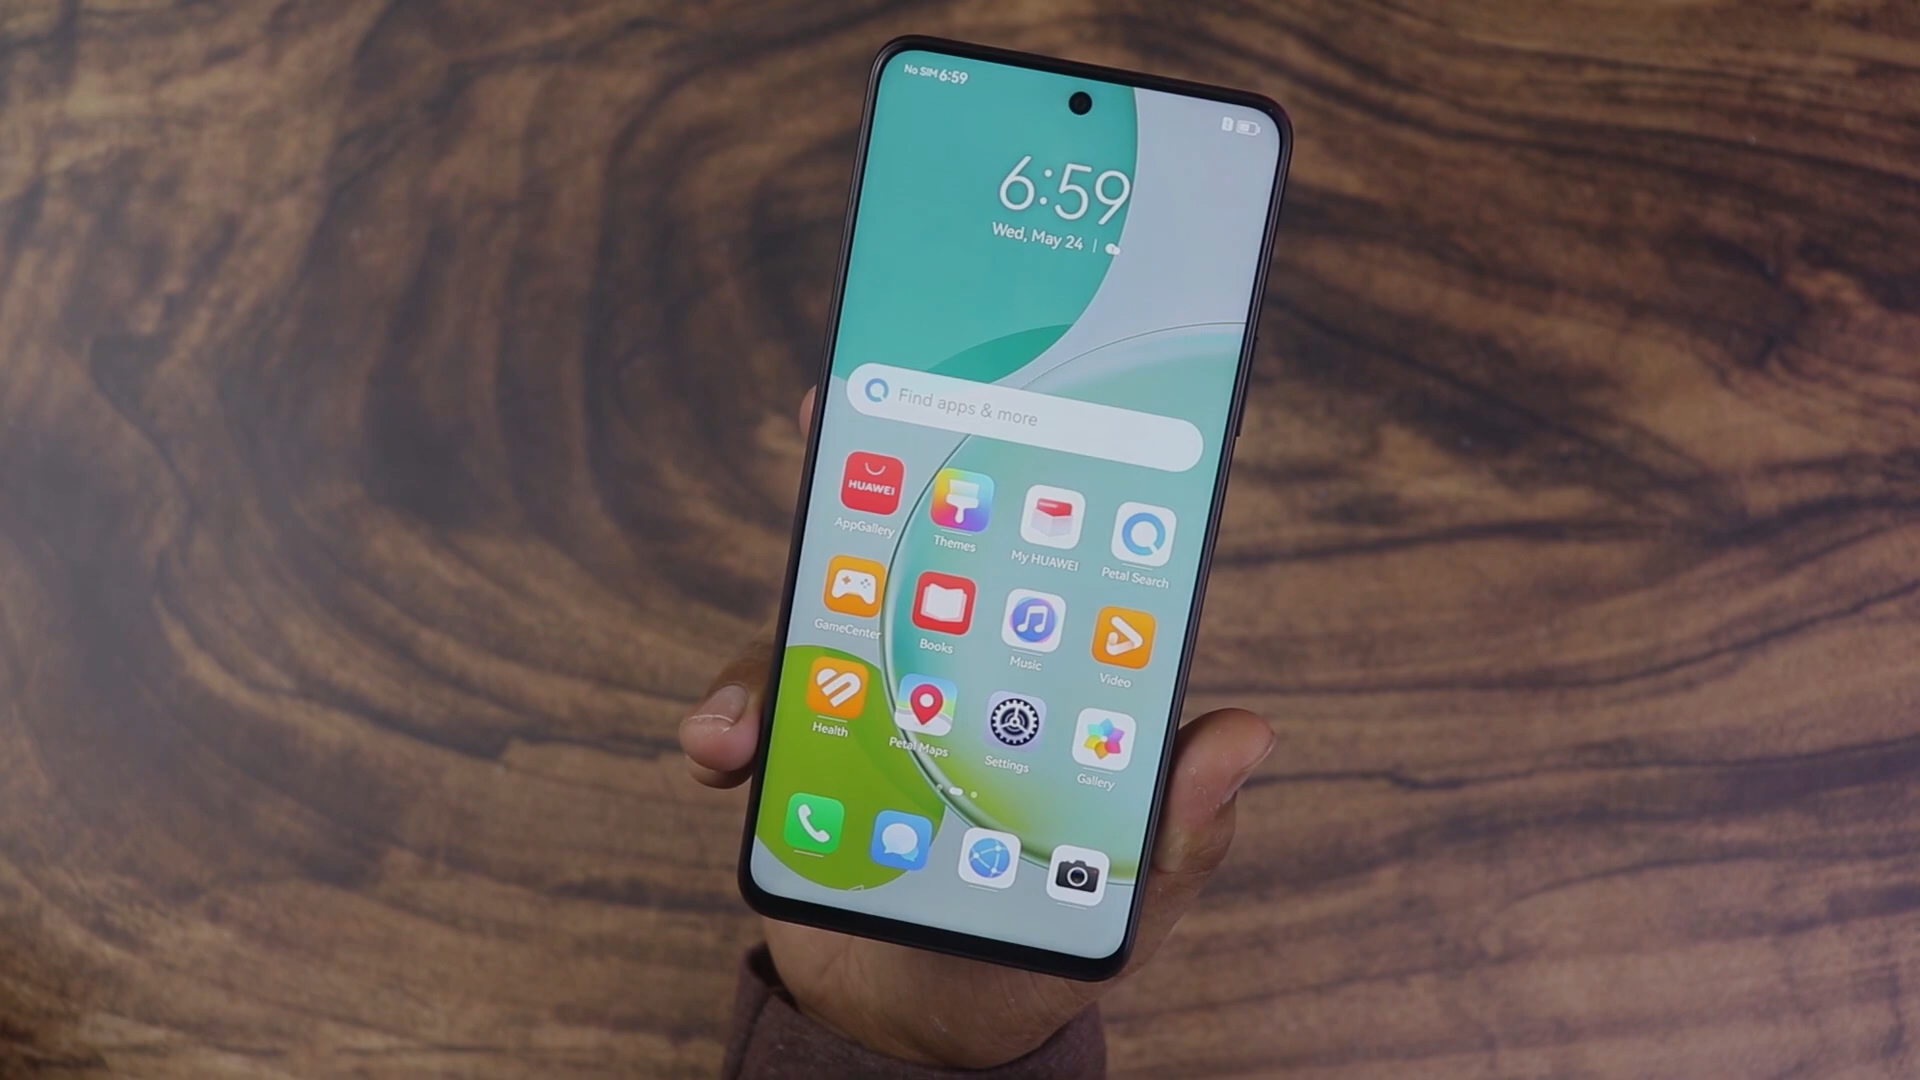 No SIM 6:59
6:59
Wed, May 24
Find apps & more
HUAWEI
AppGallery
Themes
My HUAWEI
Petal Search
GameCenter
Books
Music
Video
Health
Petal Maps
Settings
Gallery